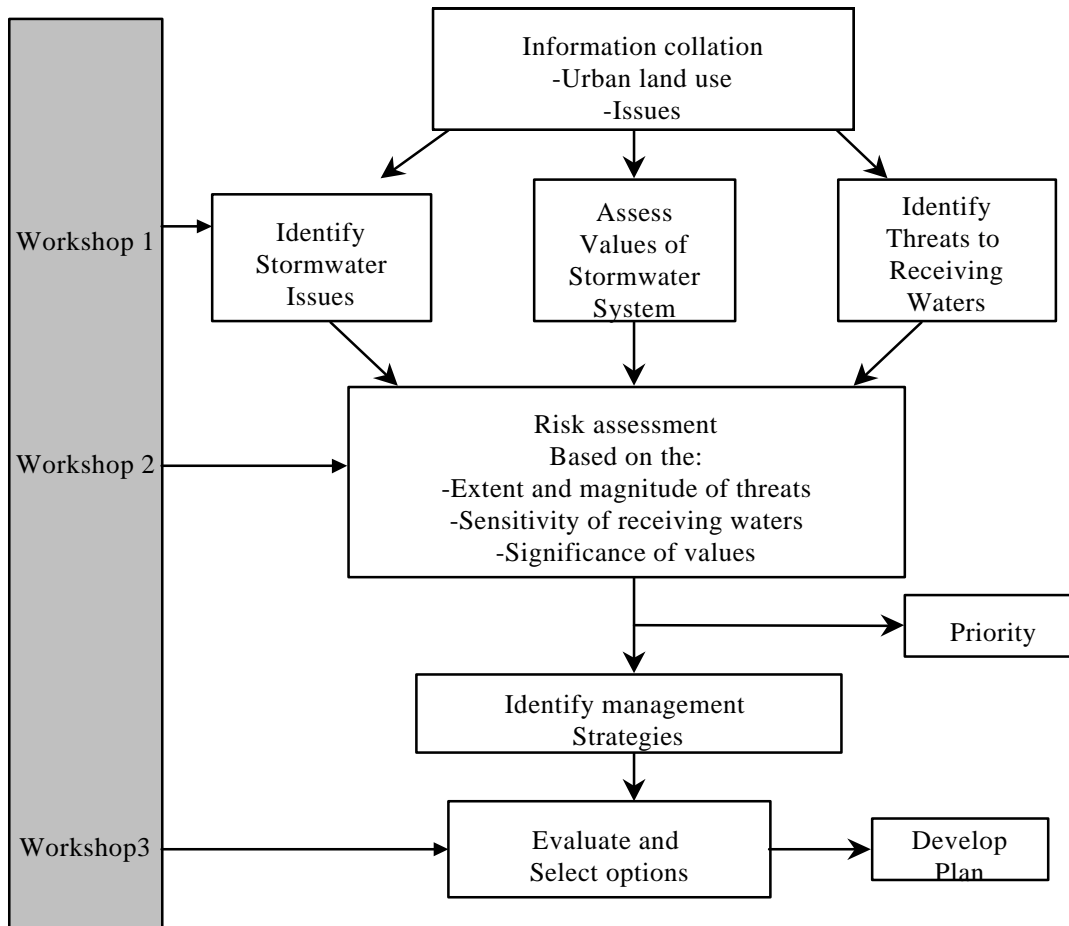 Information collation
-Urban land use
-Issues
Workshop 1
Identify
Stormwater
Issues
Assess
Values of
Stormwater
System
Identify
Threats to
Receiving
Waters
Workshop 2
Risk assessment
Based on the:
-Extent and magnitude of threats
-Sensitivity of receiving waters
-Significance of values
Priority
Identify management
Strategies
Workshop3
Evaluate and
Select options
Develop
Plan